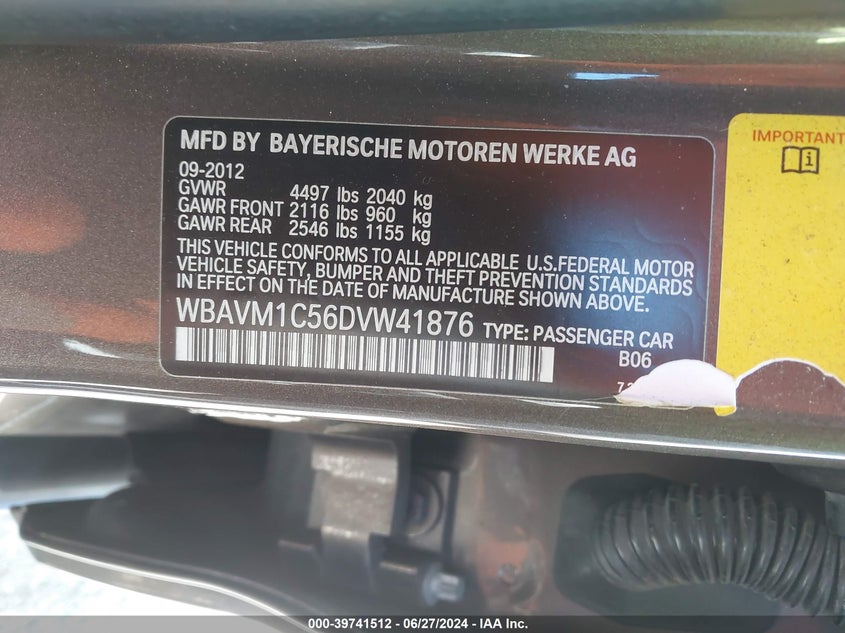 MFD BY BAYERISCHE MOTOREN WERKE AG
09-2012
GVWR 4497 lbs 2040 kg
GAWR FRONT 2116 lbs 960 kg
GAWR REAR 2546 lbs 1155 kg
THIS VEHICLE CONFORMS TO ALL APPLICABLE U.S.FEDERAL MOTOR
VEHICLE SAFETY, BUMPER AND THEFT PREVENTION STANDARDS
IN EFFECT ON THE DATE OF MANUFACTURE SHOWN ABOVE.
WBAVM1C56DVW41876 TYPE: PASSENGER CAR
B06
IMPORTANT
000-39741512 / 06/27/2024 - IAA Inc.